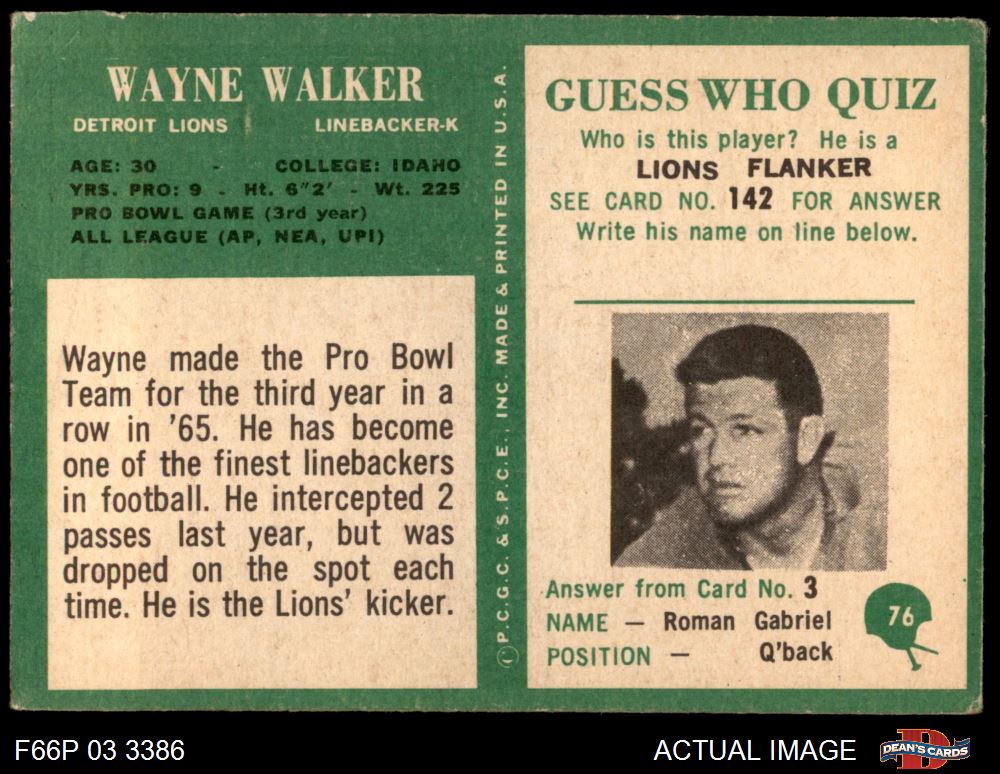 WAYNE WALKER
DETROIT LIONS LINEBACKER-K
AGE: 30 - COLLEGE: IDAHO
YRS. PRO: 9 - Ht. 6"2' - Wt. 225
PRO BOWL GAME (3rd year)
ALL LEAGUE (AP, NEA, UPI)
Wayne made the Pro Bowl
Team for the third year in a
row in '65. He has become
one of the finest linebackers
in football. He intercepted 2
passes last year, but was
dropped on the spot each
time. He is the Lions' kicker.
©P.C.G.C. & S.P.C.E., INC. MADE & PRINTED IN U.S.A.
GUESS WHO QUIZ
Who is this player? He is a
LIONS FLANKER
SEE CARD NO. 142 FOR ANSWER
Write his name on line below.
Answer from Card No. 3
NAME — Roman Gabriel
POSITION — Q'back
76
F66P 03 3386
ACTUAL IMAGE
DEAN'S CARDS